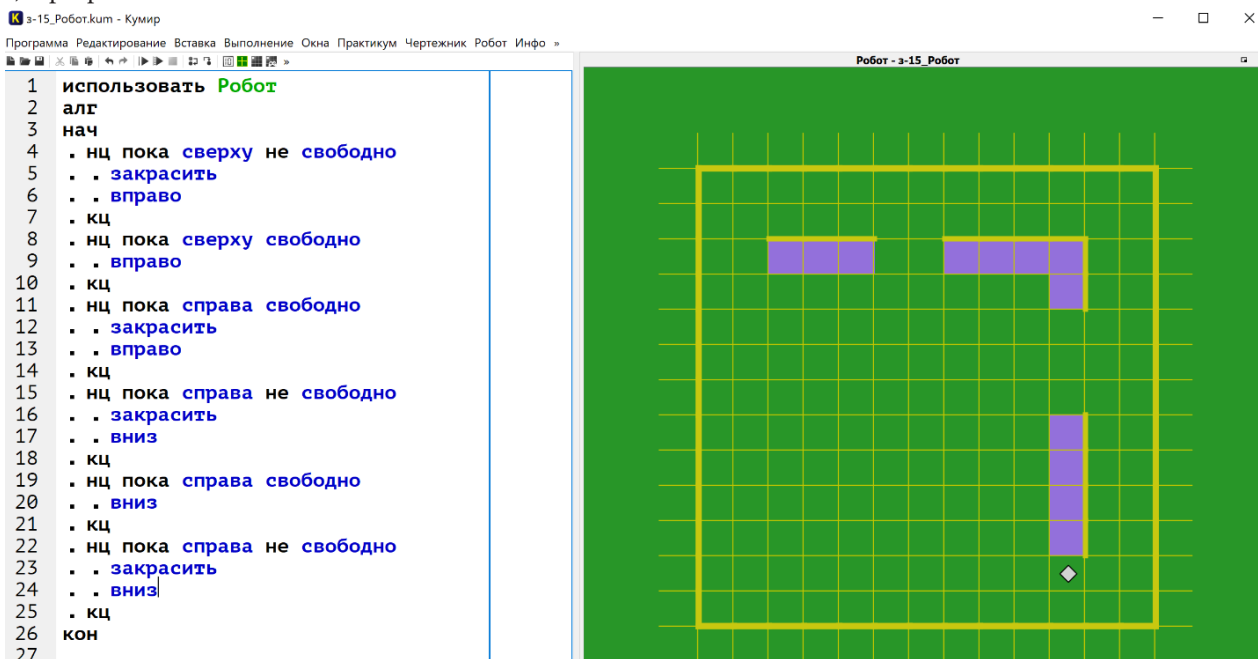 К з-15_Робот.kum - Кумир
Программа Редактирование Вставка Выполнение Окна Практикум Чертежник Робот Инфо »
»
Робот - з-15_Робот
1 использовать Робот
2 алг
3 нач
4 . нц пока сверху не свободно
5 . . закрасить
6 . . вправо
7 . кц
8 . нц пока сверху свободно
9 . . вправо
10 . кц
11 . нц пока справа свободно
12 . . закрасить
13 . . вправо
14 . кц
15 . нц пока справа не свободно
16 . . закрасить
17 . . вниз
18 . кц
19 . нц пока справа свободно
20 . . вниз
21 . кц
22 . нц пока справа не свободно
23 . . закрасить
24 . . вниз
25 . кц
26 кон
27